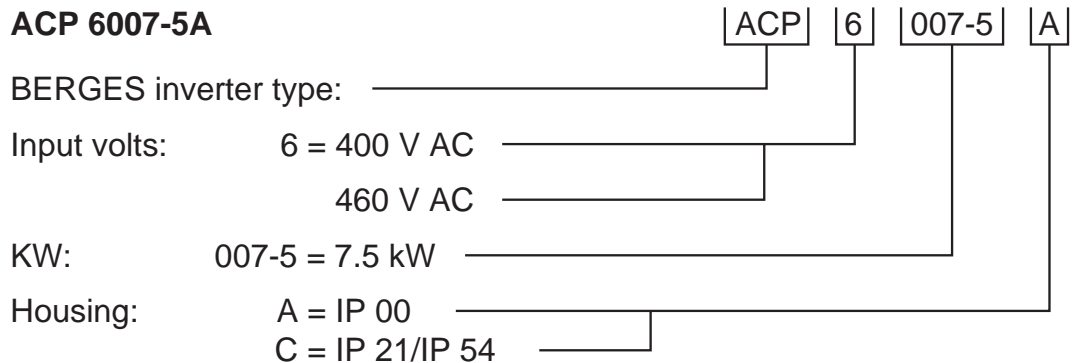 ACP 6007-5A ACP 6 007-5 A
BERGES inverter type:
Input volts: 6 = 400 V AC
460 V AC
KW: 007-5 = 7.5 kW
Housing: A = IP 00
C = IP 21/IP 54